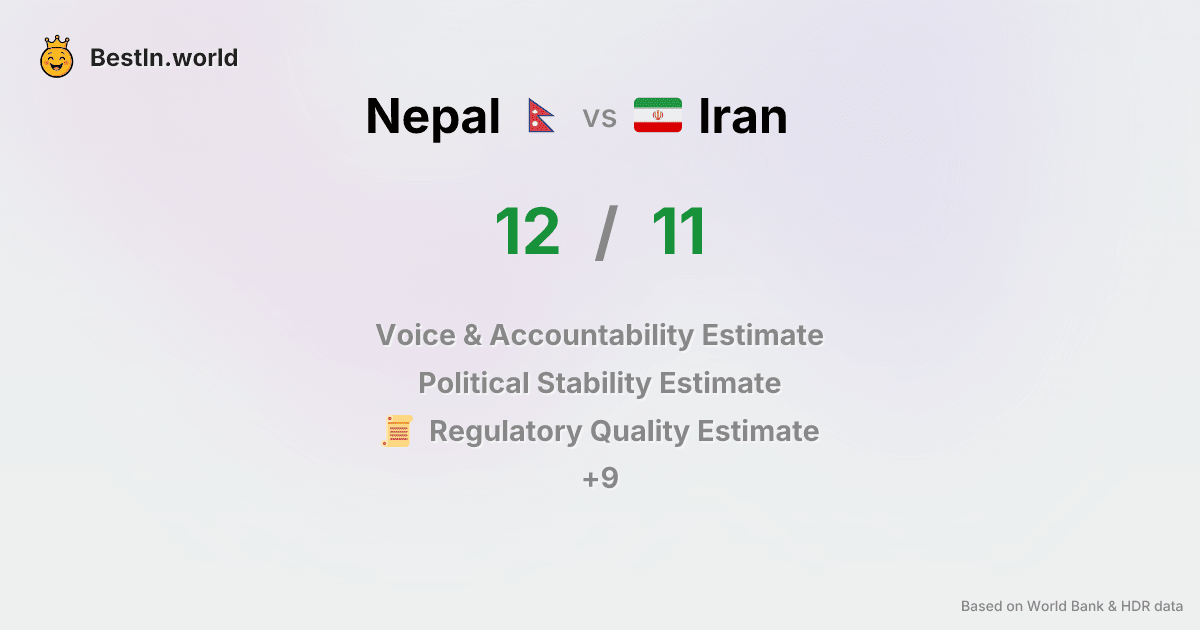 BestIn.world
Nepal vs Iran
12 / 11
Voice & Accountability Estimate
Political Stability Estimate
Regulatory Quality Estimate
+9
Based on World Bank & HDR data